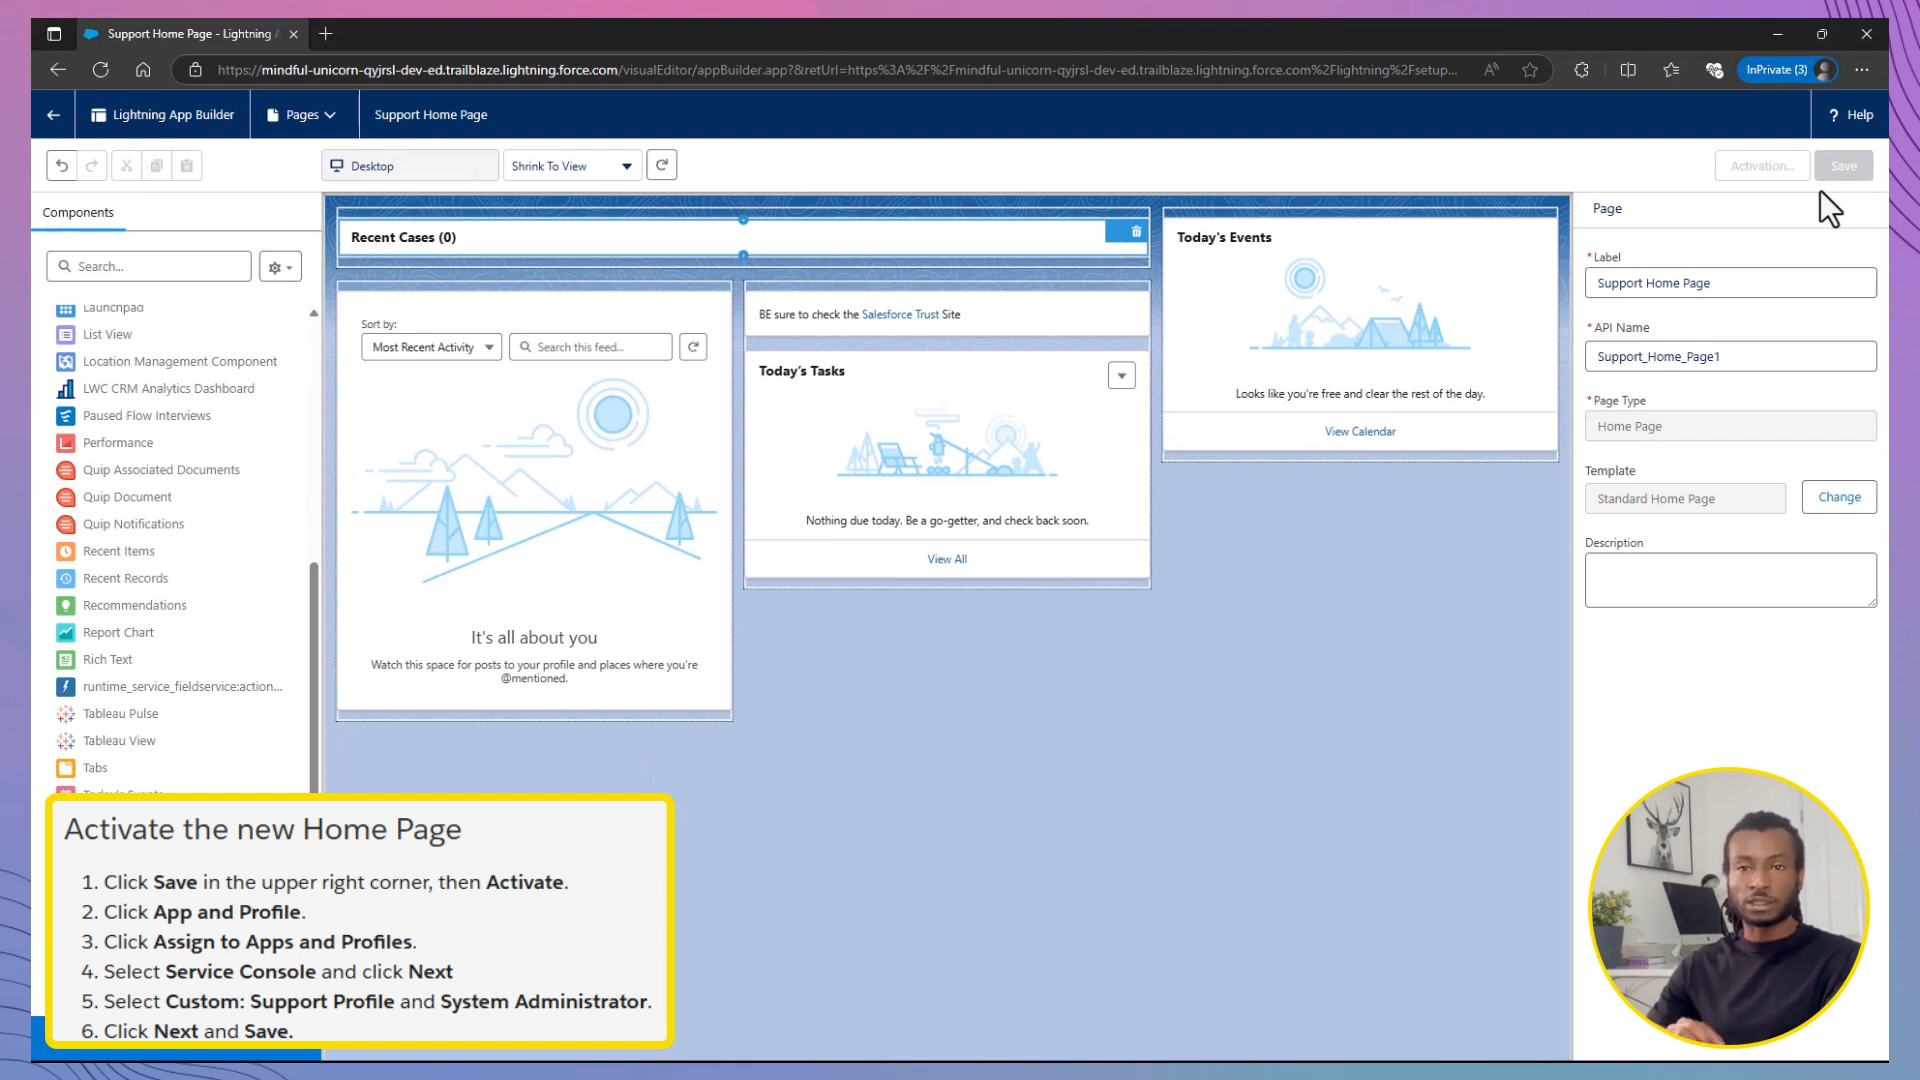 Support Home Page - Lightning A
https://mindful-unicorn-qyjrsl-dev-ed.trailblaze.lightning.force.com/visualEditor/appBuilder.app?&retUrl=https%3A%2F%2Fmindful-unicorn-qyjrsl-dev-ed.trailblaze.lightning.force.com%2Flightning%2Fsetup...
InPrivate (3)
Lightning App Builder
Pages
Support Home Page
? Help
Desktop
Shrink To View
Activation...
Save
Components
Search...
Launchpad
List View
Location Management Component
LWC CRM Analytics Dashboard
Paused Flow Interviews
Performance
Quip Associated Documents
Quip Document
Quip Notifications
Recent Items
Recent Records
Recommendations
Report Chart
Rich Text
runtime_service_fieldservice:action...
Tableau Pulse
Tableau View
Tabs
Today's Events
Recent Cases (0)
Sort by:
Most Recent Activity
Search this feed...
It's all about you
Watch this space for posts to your profile and places where you're
@mentioned.
BE sure to check the Salesforce Trust Site
Today's Tasks
Nothing due today. Be a go-getter, and check back soon.
View All
Today's Events
Looks like you're free and clear the rest of the day.
View Calendar
Page
*Label
Support Home Page
*API Name
Support_Home_Page1
*Page Type
Home Page
Template
Standard Home Page
Change
Description
Activate the new Home Page
1. Click Save in the upper right corner, then Activate.
2. Click App and Profile.
3. Click Assign to Apps and Profiles.
4. Select Service Console and click Next
5. Select Custom: Support Profile and System Administrator.
6. Click Next and Save.